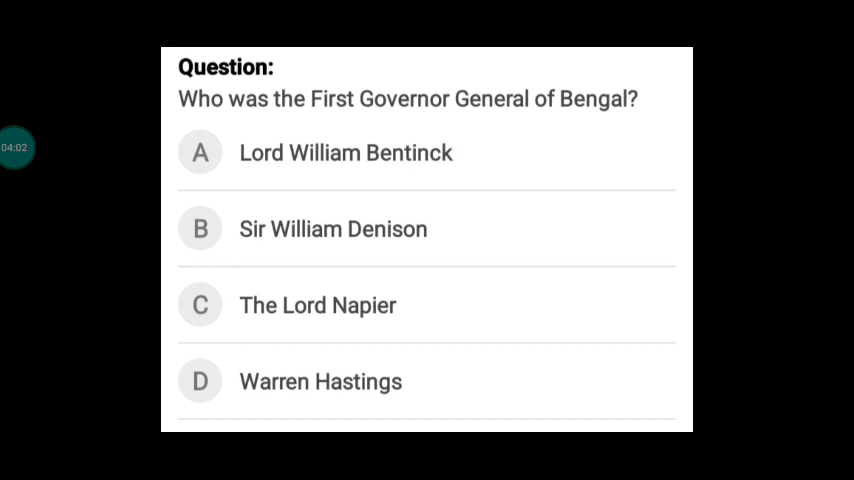 Question:
Who was the First Governor General of Bengal?
A Lord William Bentinck
04:02
B Sir William Denison
C The Lord Napier
D Warren Hastings